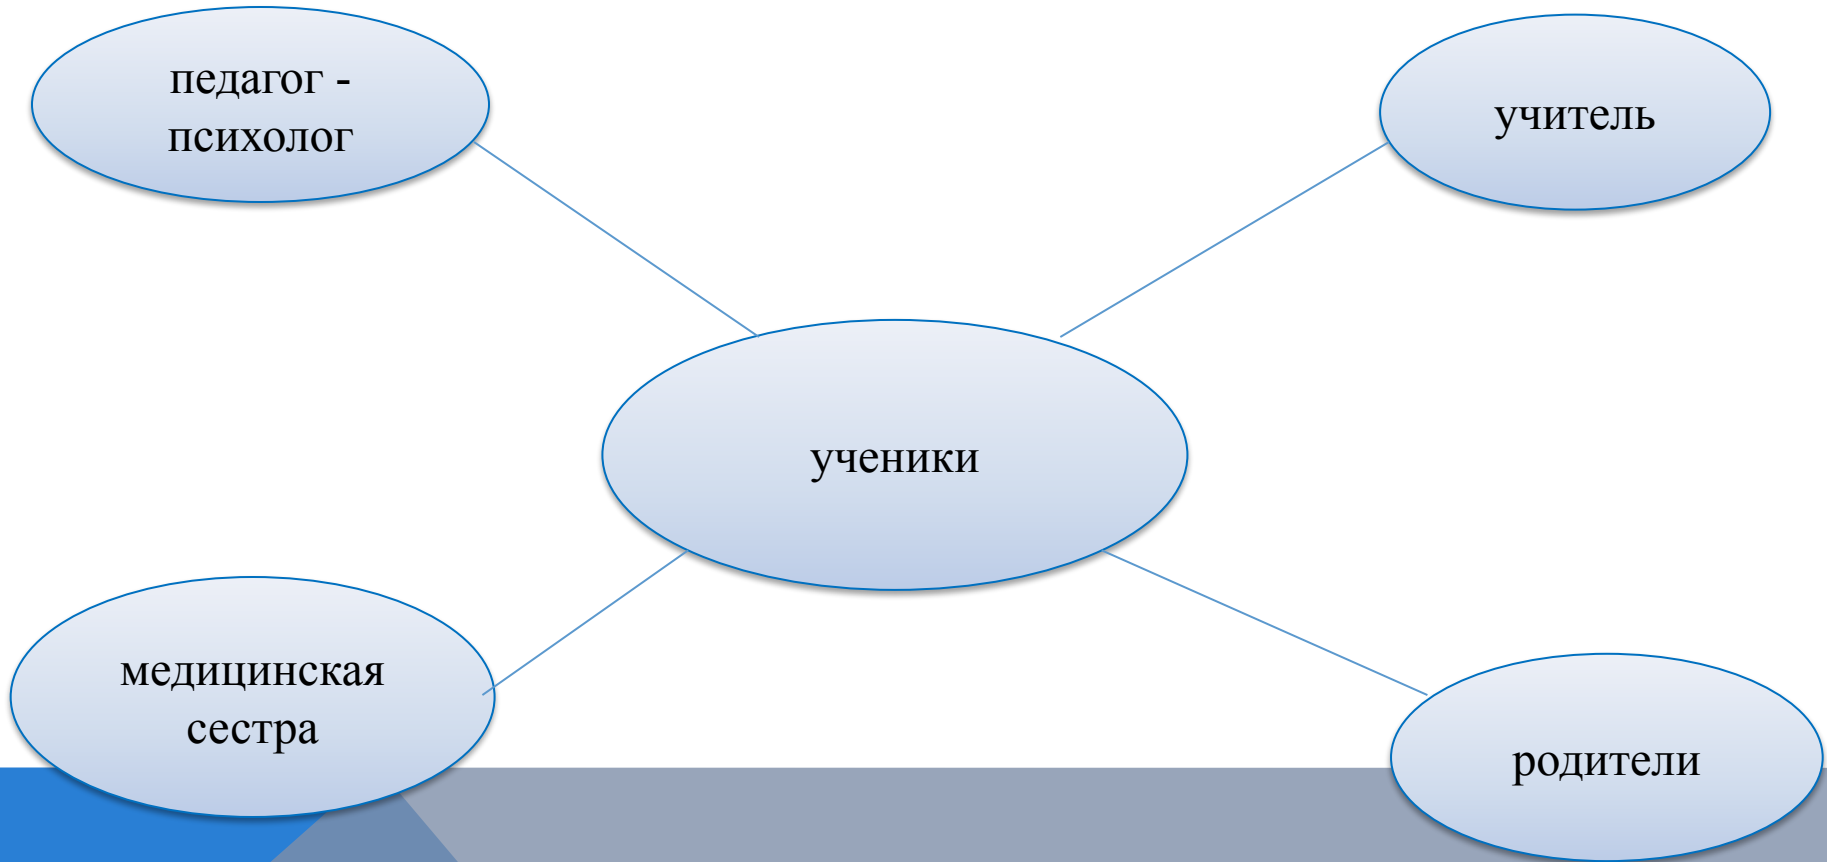 педагог -
психолог
учитель
ученики
медицинская
сестра
родители